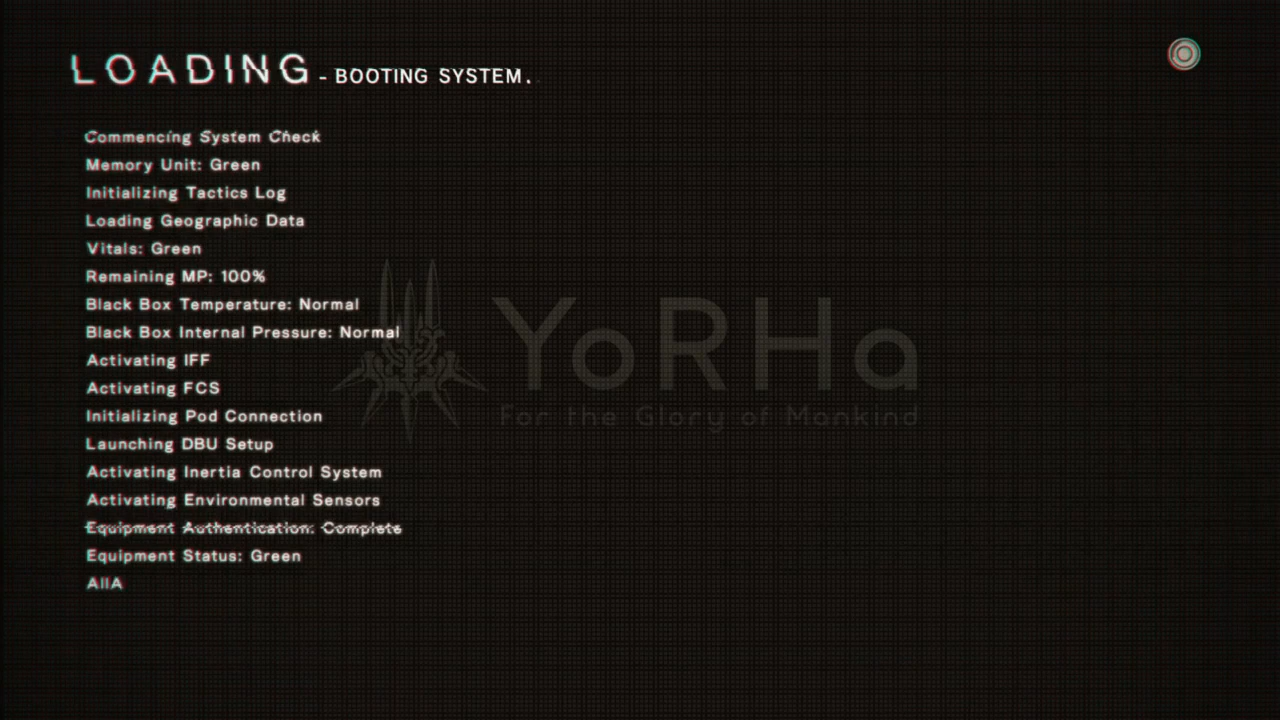 LOADING - BOOTING SYSTEM.
Commencing System Check
Memory Unit: Green
Initializing Tactics Log
Loading Geographic Data
Vitals: Green
Remaining MP: 100%
Black Box Temperature: Normal
Black Box Internal Pressure: Normal
Activating IFF
Activating FCS
Initializing Pod Connection
Launching DBU Setup
Activating Inertia Control System
Activating Environmental Sensors
Equipment Authentication: Complete
Equipment Status: Green
AllA
YoRHa
For the Glory of Mankind